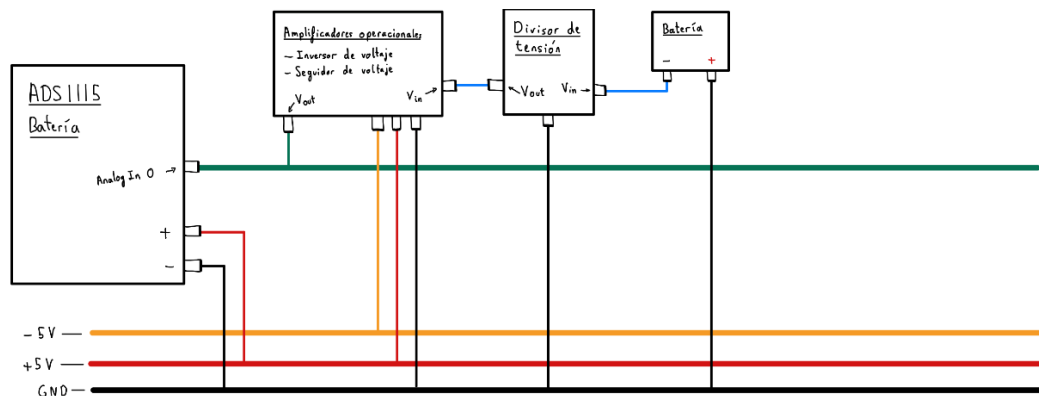 ADS1115
Batería
Analog In 0
+
-
Amplificadores operacionales
- Inversor de voltaje
- Seguidor de voltaje
Vout
Vin
Divisor de
tensión
Vout
Vin
Batería
- +
- 5V
+5V
GND